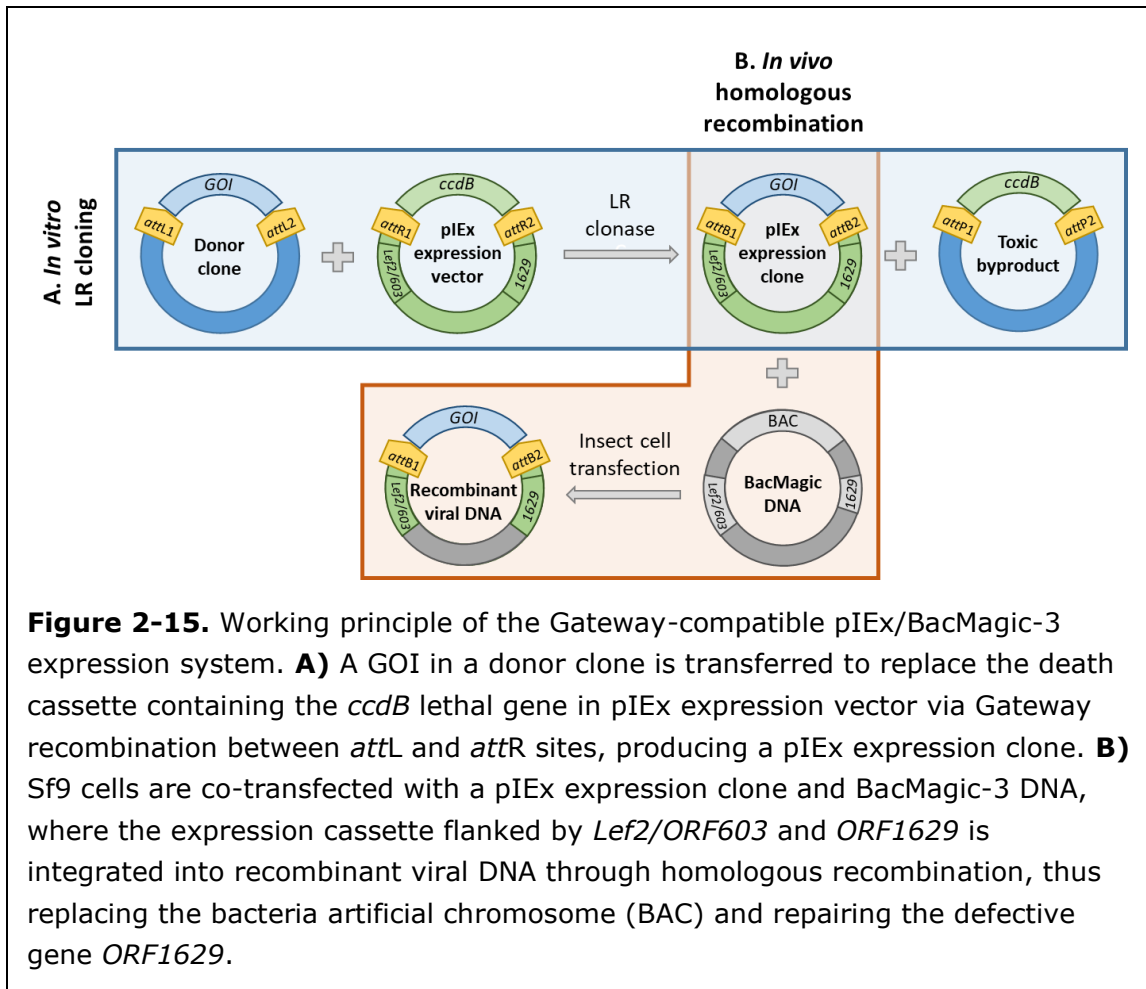 B. In vivo
homologous
recombination
A. In vitro
LR cloning
GOI
attL1
attL2
Donor
clone
ccdB
attR1
attR2
pIEx
expression
vector
Lef2/603
1629
LR
clonase
GOI
attB1
attB2
pIEx
expression
clone
Lef2/603
1629
ccdB
attP1
attP2
Toxic
byproduct
GOI
attB1
attB2
Recombinant
viral DNA
Lef2/603
1629
Insect cell
transfection
BAC
BacMagic
DNA
Lef2/603
1629
Figure 2-15. Working principle of the Gateway-compatible pIEx/BacMagic-3
expression system. A) A GOI in a donor clone is transferred to replace the death
cassette containing the ccdB lethal gene in pIEx expression vector via Gateway
recombination between attL and attR sites, producing a pIEx expression clone. B)
Sf9 cells are co-transfected with a pIEx expression clone and BacMagic-3 DNA,
where the expression cassette flanked by Lef2/ORF603 and ORF1629 is
integrated into recombinant viral DNA through homologous recombination, thus
replacing the bacteria artificial chromosome (BAC) and repairing the defective
gene ORF1629.